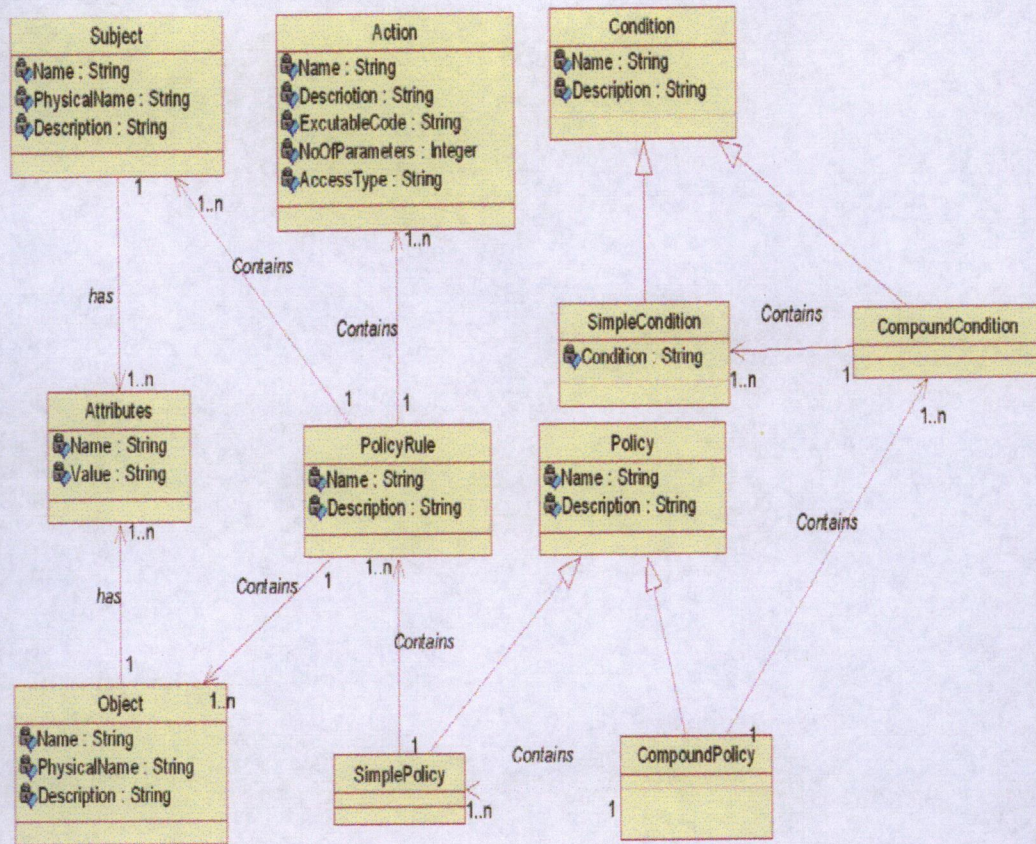 Subject
Name : String
PhysicalName : String
Description : String
Action
Name : String
Descriotion : String
ExcutableCode : String
NoOfParameters : Integer
AccessType : String
Condition
Name : String
Description : String
1
1..n
1..n
has
Contains
Contains
SimpleCondition
Condition : String
Contains
CompoundCondition
1..n
1
1..n
1..n
Attributes
Name : String
Value : String
1
1
PolicyRule
Name : String
Description : String
Policy
Name : String
Description : String
1..n
Contains
has
1
Contains
1
1..n
Contains
1..n
Object
Name : String
PhysicalName : String
Description : String
1
SimplePolicy
Contains
1..n
1
CompoundPolicy
1